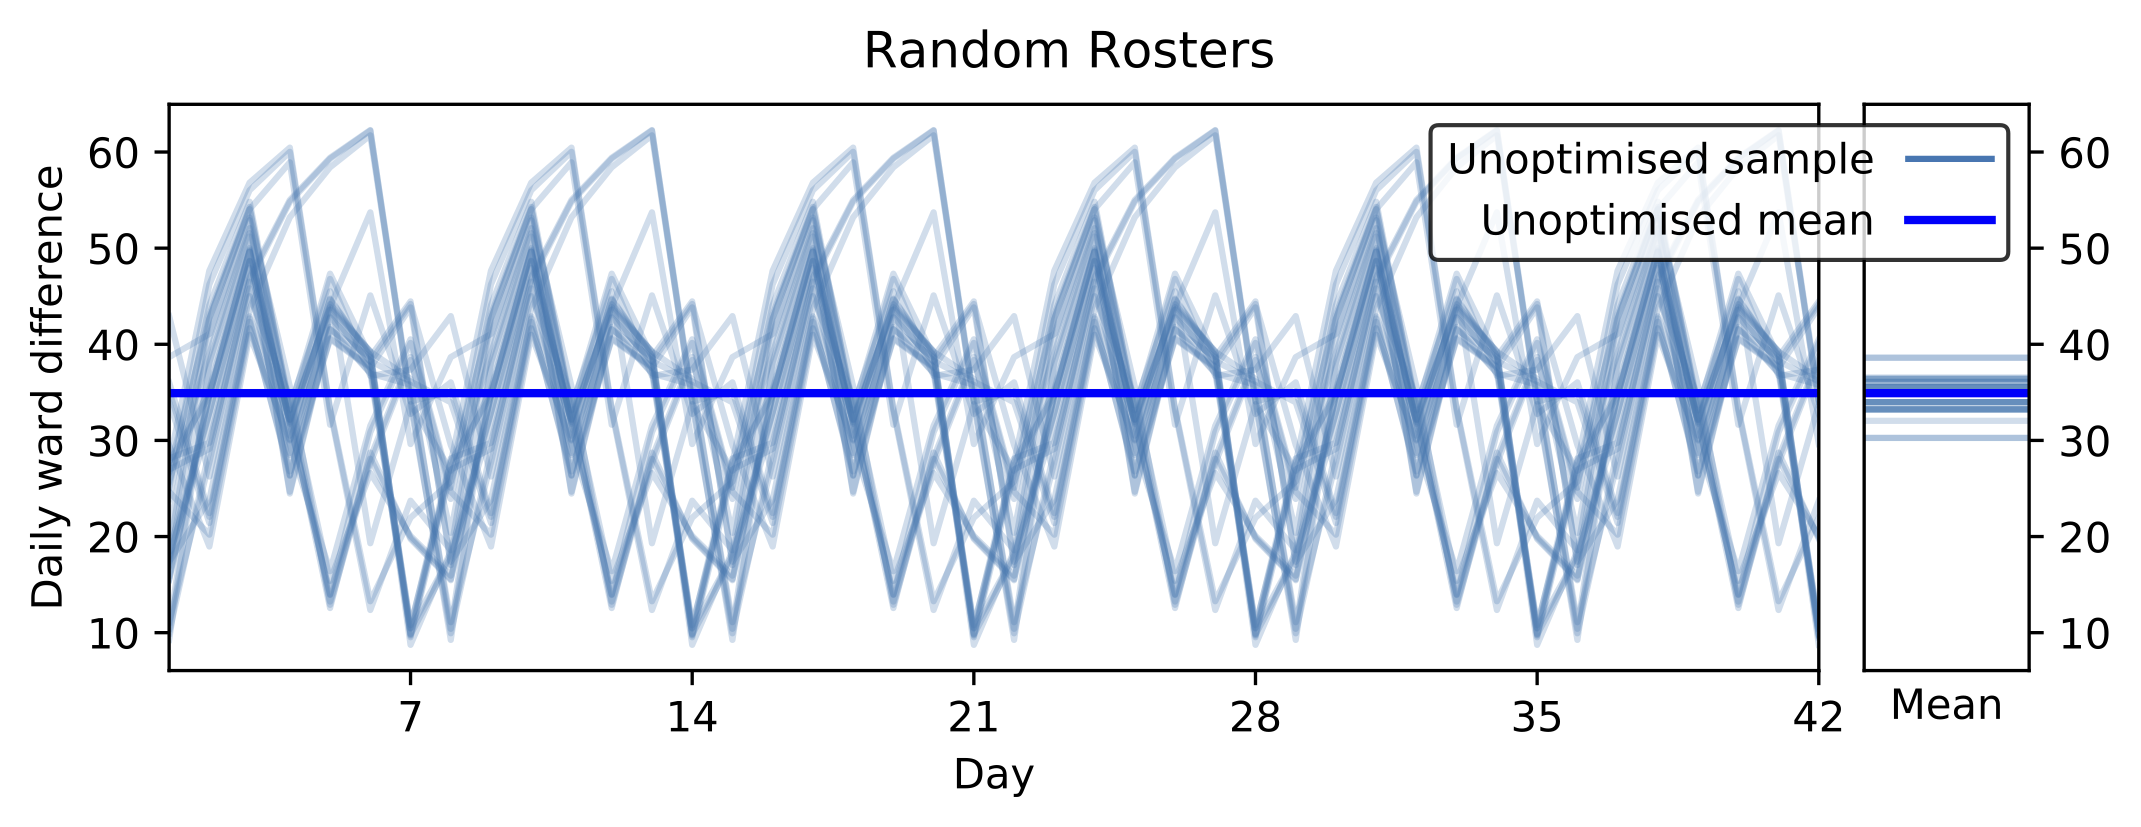 Random Rosters
Daily ward difference
60
50
40
30
20
10
Unoptimised sample
Unoptimised mean
60
50
40
30
20
10
7 14 21 28 35 42
Mean
Day